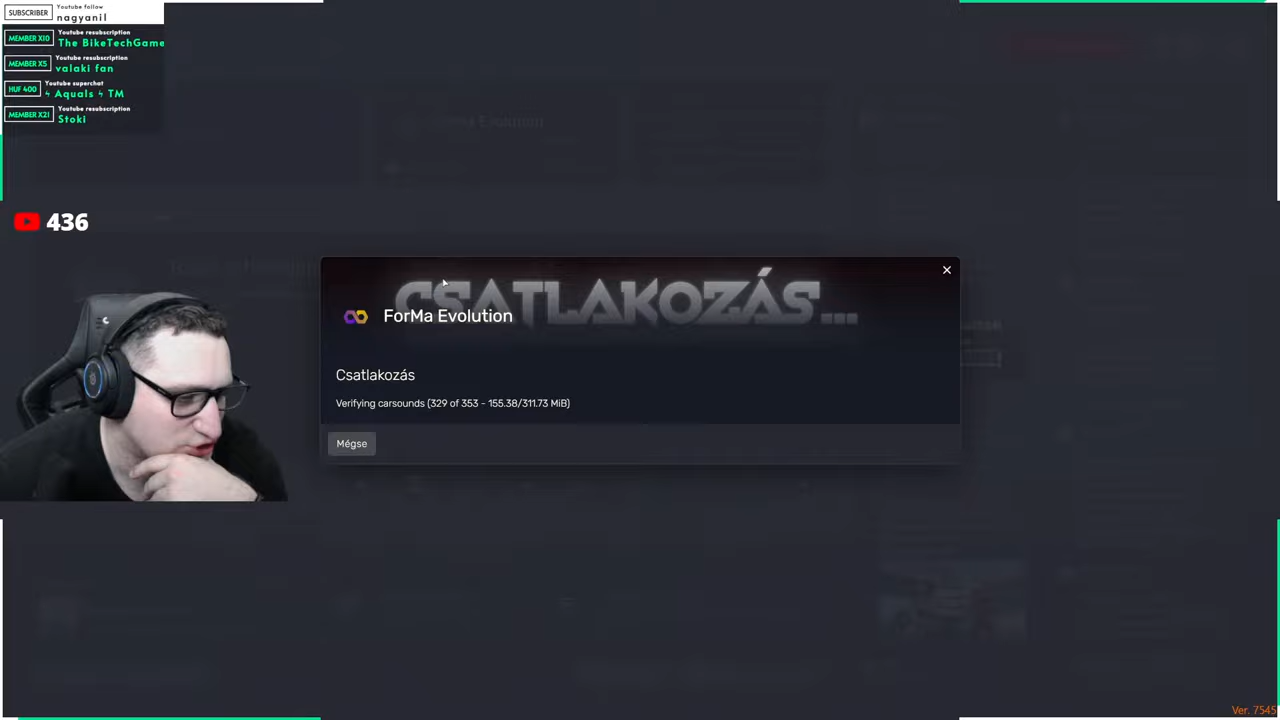 SUBSCRIBER
Youtube follow
nagyanil
MEMBER X10
Youtube resubscription
The BikeTechGame
MEMBER X5
Youtube resubscription
valaki fan
HUF 400
Youtube superchat
ϟ Aquals ϟ TM
MEMBER X21
Youtube resubscription
Stoki
436
CSATLAKOZÁS...
ForMa Evolution
Csatlakozás
Verifying carsounds (329 of 353 - 155.38/311.73 MiB)
Mégse
Ver. 7545